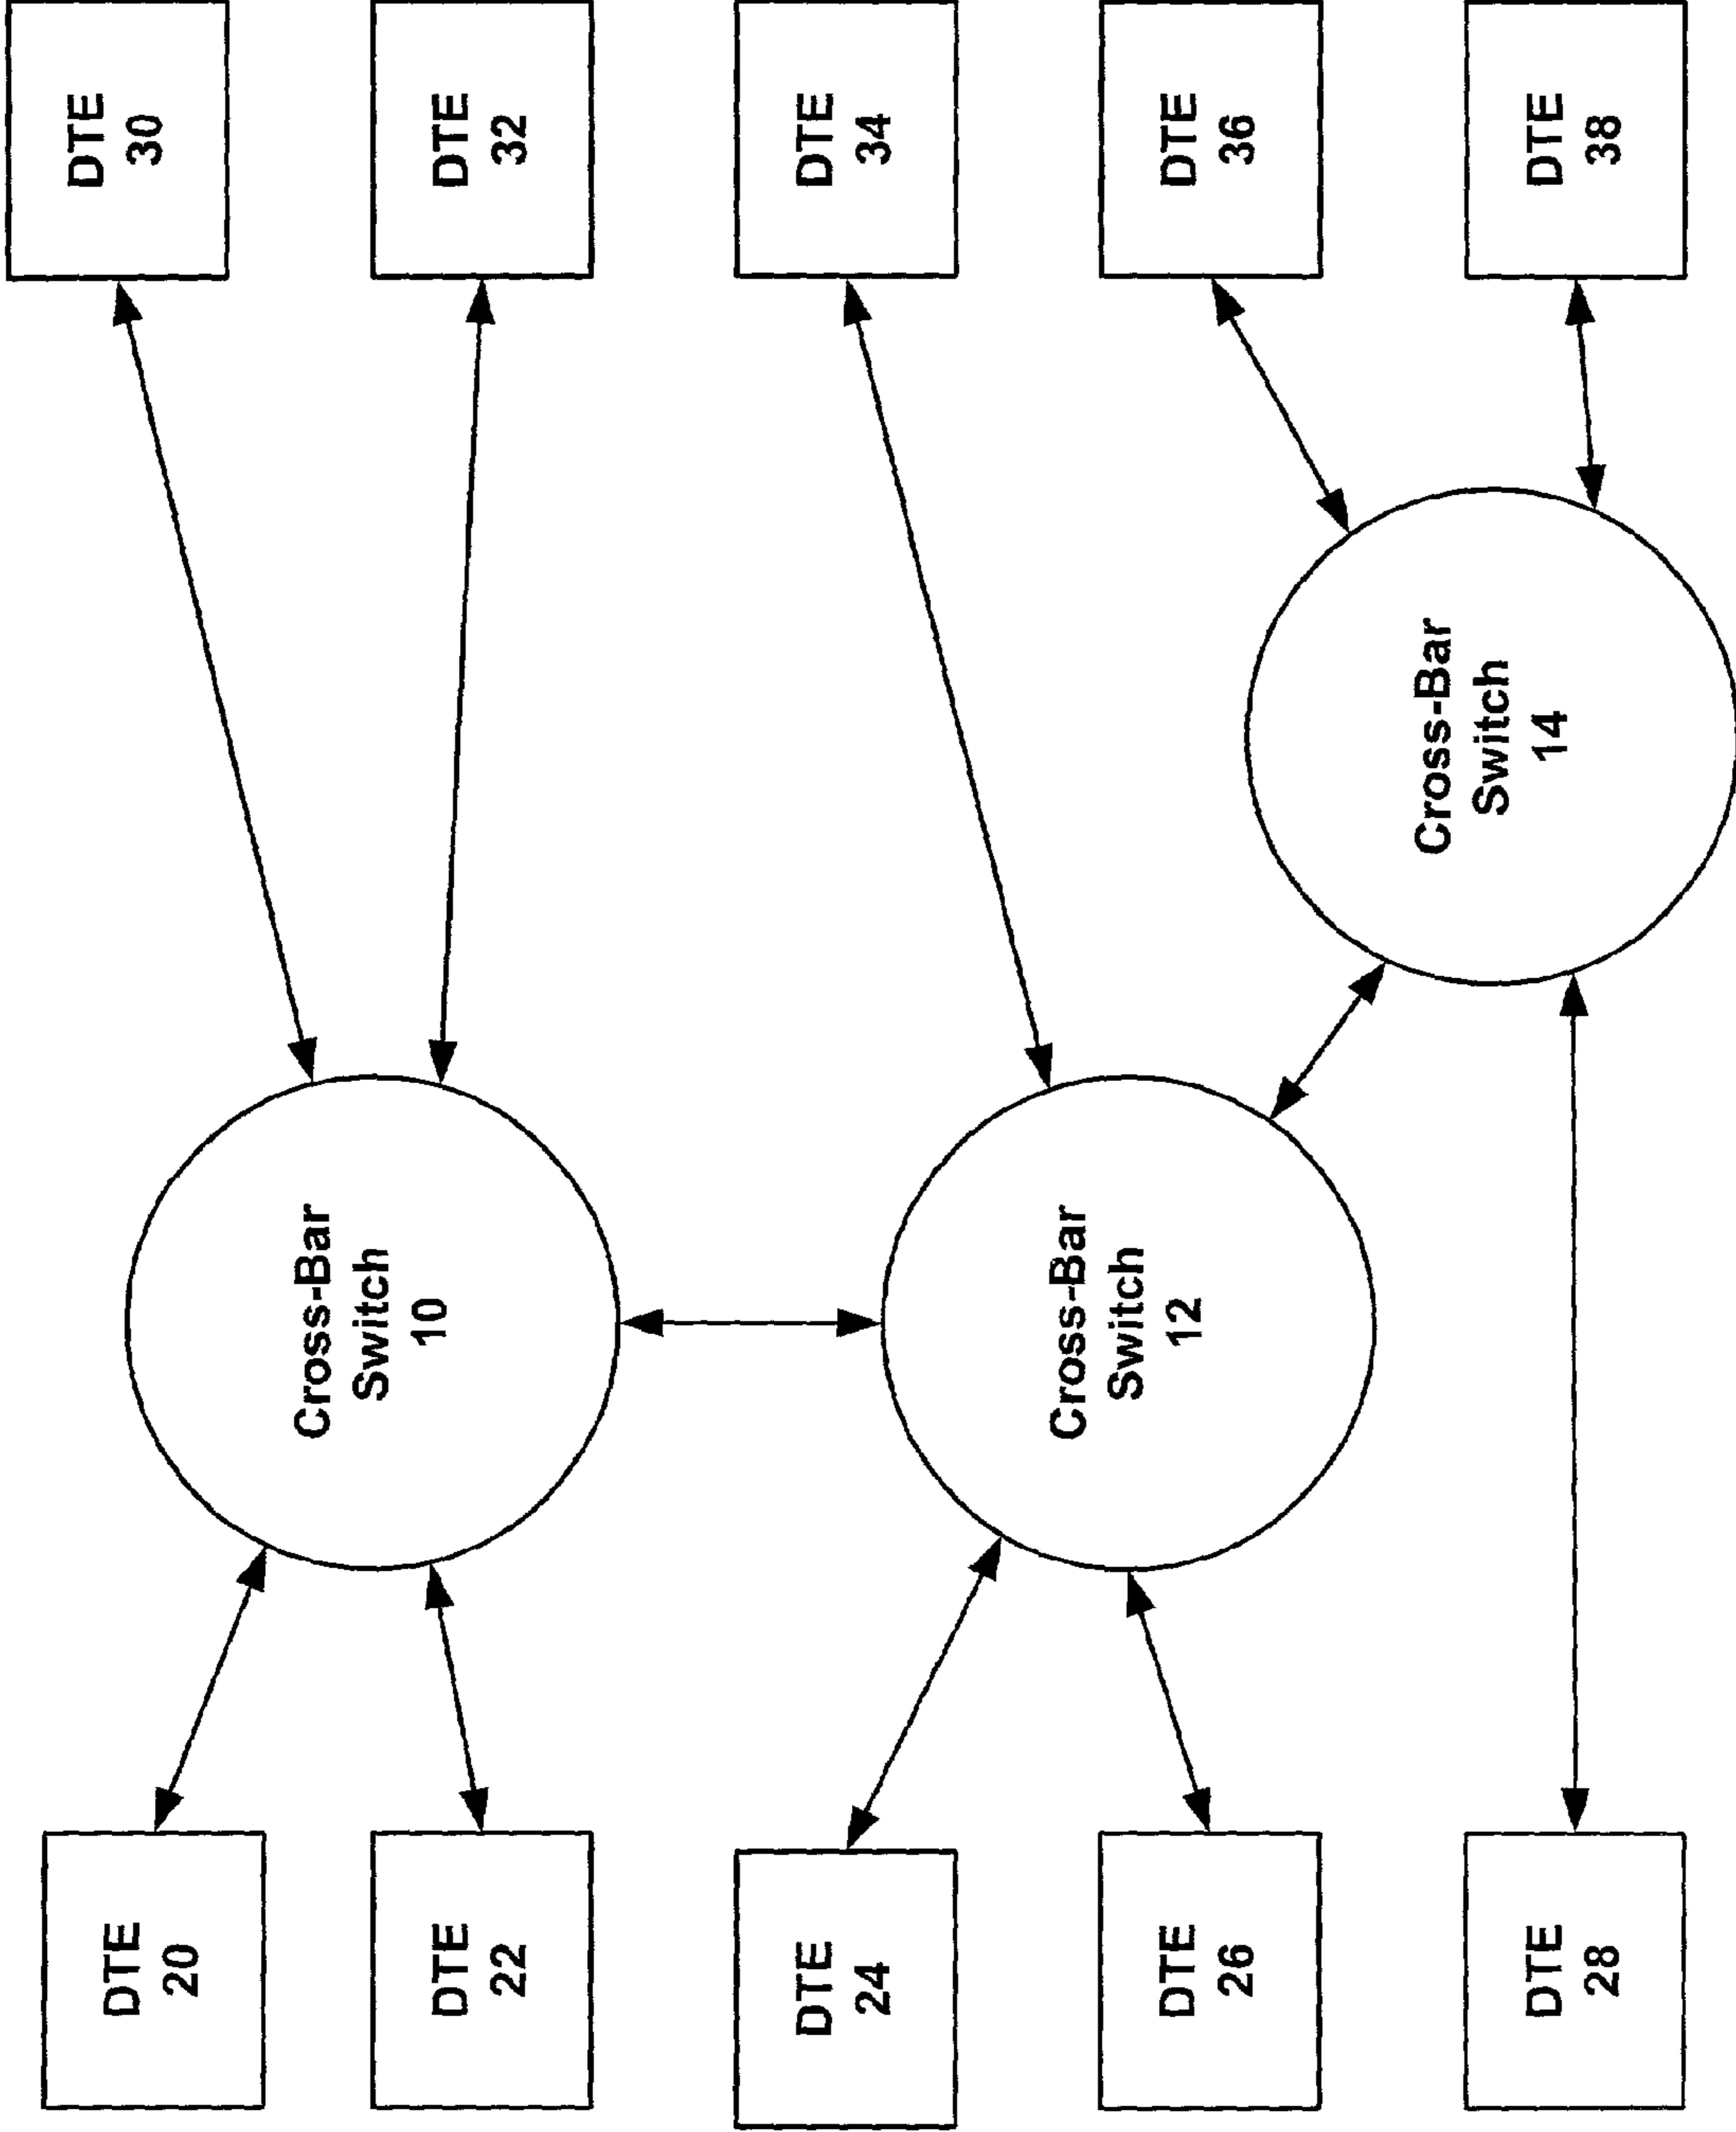 DTE
20
DTE
22
DTE
24
DTE
26
DTE
28
Cross-Bar
Switch
10
Cross-Bar
Switch
12
Cross-Bar
Switch
14
DTE
30
DTE
32
DTE
34
DTE
36
DTE
38